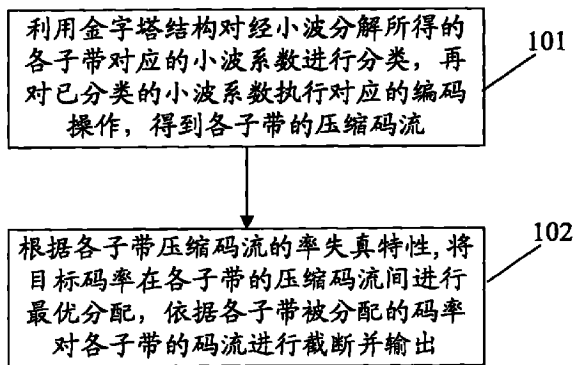 利用金字塔结构对经小波分解所得的
各子带对应的小波系数进行分类，再
对已分类的小波系数执行对应的编码
操作，得到各子带的压缩码流
101
根据各子带压缩码流的率失真特性,将
目标码率在各子带的压缩码流间进行
最优分配，依据各子带被分配的码率
对各子带的码流进行截断并输出
102